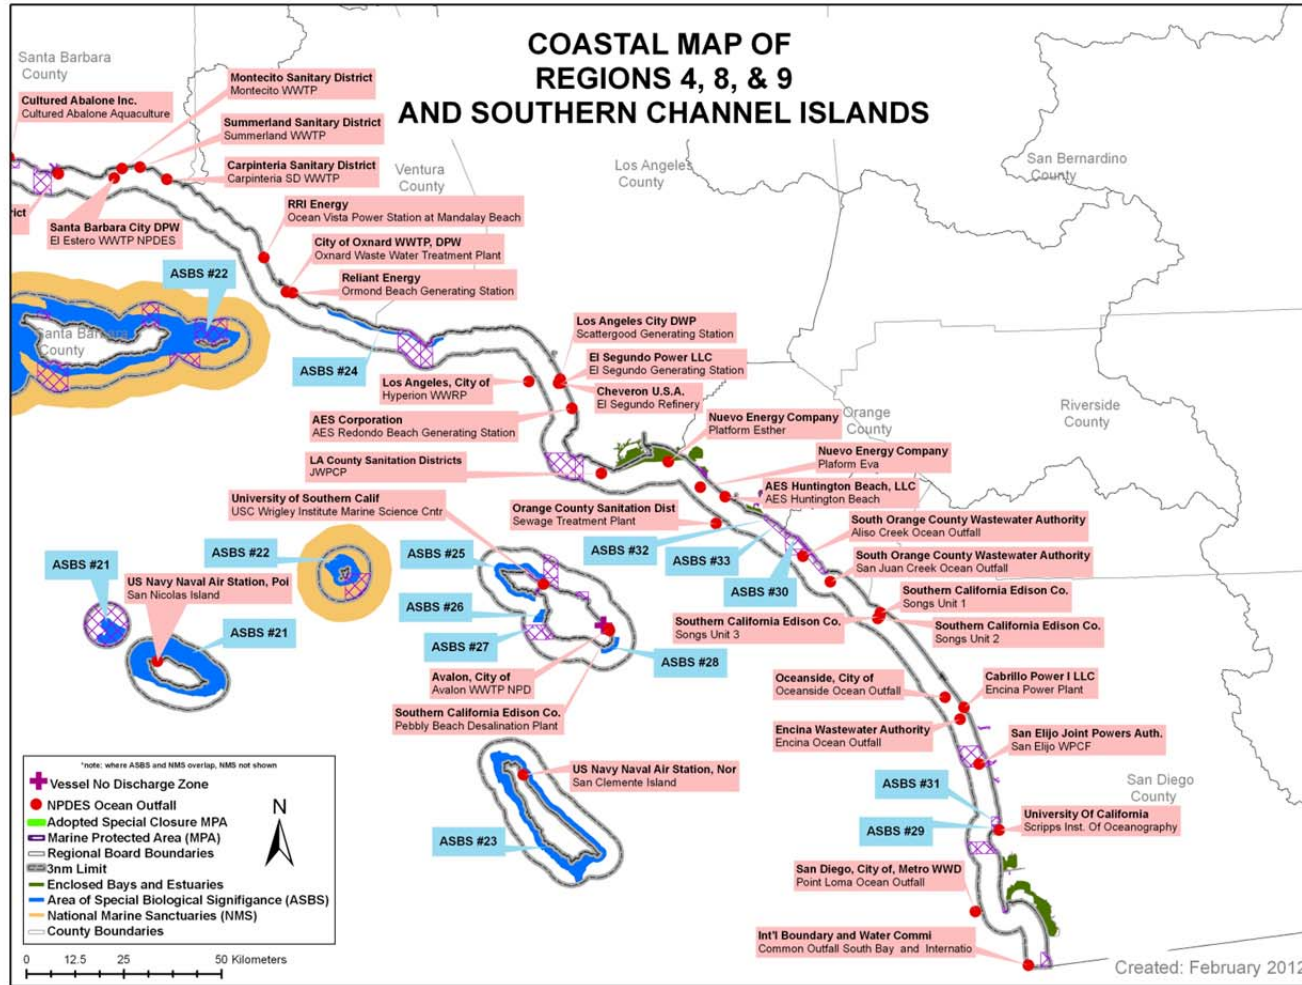 COASTAL MAP OF
REGIONS 4, 8, & 9
AND SOUTHERN CHANNEL ISLANDS
Santa Barbara
County
Cultured Abalone Inc.
Cultured Abalone Aquaculture
Montecito Sanitary District
Montecito WWTP
Summerland Sanitary District
Summerland WWTP
Carpinteria Sanitary District
Carpinteria SD WWTP
Ventura
County
Los Angeles
County
San Bernardino
County
rict
Santa Barbara City DPW
El Estero WWTP NPDES
RRI Energy
Ocean Vista Power Station at Mandalay Beach
City of Oxnard WWTP, DPW
Oxnard Waste Water Treatment Plant
Reliant Energy
Ormond Beach Generating Station
ASBS #22
Santa Barbara
County
ASBS #24
Los Angeles City DWP
Scattergood Generating Station
El Segundo Power LLC
El Segundo Generating Station
Los Angeles, City of
Hyperion WWRP
Cheveron U.S.A.
El Segundo Refinery
AES Corporation
AES Redondo Beach Generating Station
Nuevo Energy Company
Platform Esther
Orange
County
Riverside
County
LA County Sanitation Districts
JWPCP
Nuevo Energy Company
Plaform Eva
AES Huntington Beach, LLC
AES Huntington Beach
University of Southern Calif
USC Wrigley Institute Marine Science Cntr
Orange County Sanitation Dist
Sewage Treatment Plant
South Orange County Wastewater Authority
Aliso Creek Ocean Outfall
ASBS #32
ASBS #33
ASBS #30
South Orange County Wastewater Authority
San Juan Creek Ocean Outfall
ASBS #21
ASBS #22
ASBS #25
US Navy Naval Air Station, Poi
San Nicolas Island
ASBS #26
Southern California Edison Co.
Songs Unit 1
ASBS #21
ASBS #27
Southern California Edison Co.
Songs Unit 3
Southern California Edison Co.
Songs Unit 2
ASBS #28
Avalon, City of
Avalon WWTP NPD
Oceanside, City of
Oceanside Ocean Outfall
Cabrillo Power I LLC
Encina Power Plant
Southern California Edison Co.
Pebbly Beach Desalination Plant
Encina Wastewater Authority
Encina Ocean Outfall
San Elijo Joint Powers Auth.
San Elijo WPCF
US Navy Naval Air Station, Nor
San Clemente Island
ASBS #31
San Diego
County
ASBS #23
ASBS #29
University Of California
Scripps Inst. Of Oceanography
San Diego, City of, Metro WWD
Point Loma Ocean Outfall
Int'l Boundary and Water Commi
Common Outfall South Bay and Internatio
*note: where ASBS and NMS overlap, NMS not shown
Vessel No Discharge Zone
NPDES Ocean Outfall
Adopted Special Closure MPA
Marine Protected Area (MPA)
Regional Board Boundaries
3nm Limit
Enclosed Bays and Estuaries
Area of Special Biological Signifigance (ASBS)
National Marine Sanctuaries (NMS)
County Boundaries
N
0 12.5 25 50 Kilometers
Created: February 2012